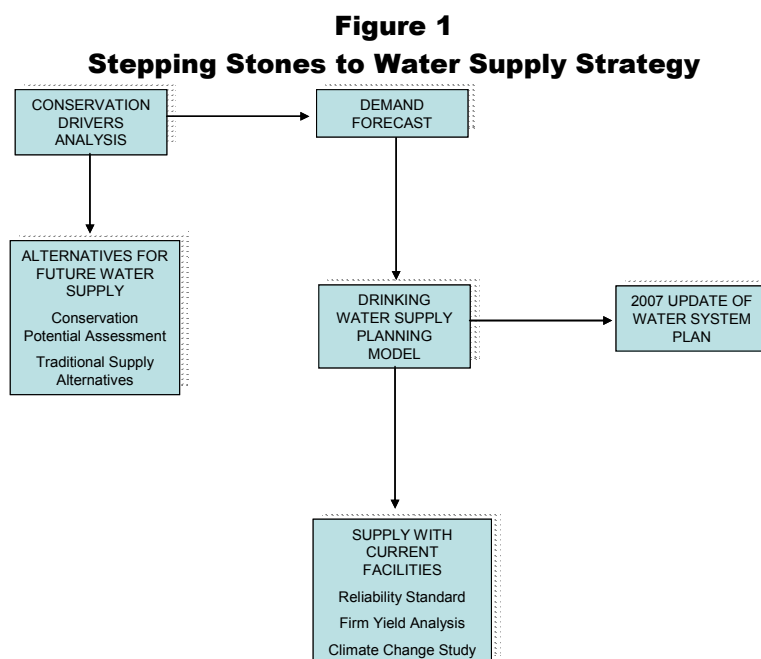 Figure 1
Stepping Stones to Water Supply Strategy
CONSERVATION
DRIVERS
ANALYSIS
DEMAND
FORECAST
ALTERNATIVES FOR
FUTURE WATER
SUPPLY
Conservation
Potential Assessment
Traditional Supply
Alternatives
DRINKING
WATER SUPPLY
PLANNING
MODEL
2007 UPDATE OF
WATER SYSTEM
PLAN
SUPPLY WITH
CURRENT
FACILITIES
Reliability Standard
Firm Yield Analysis
Climate Change Study